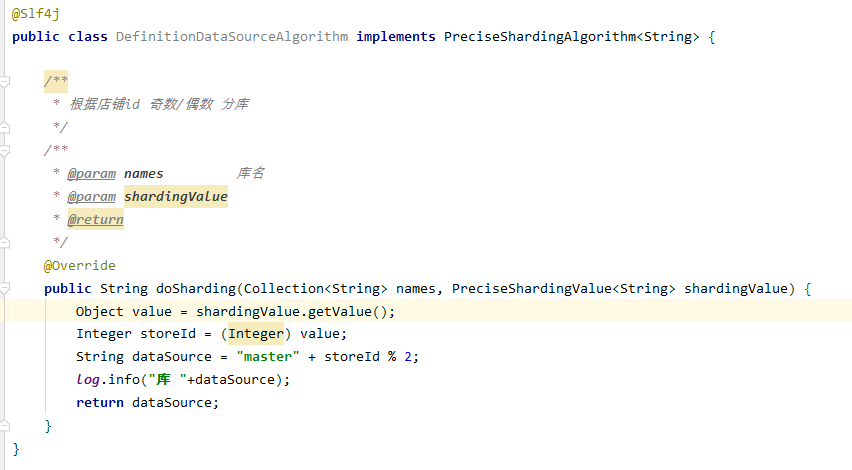 @Slf4j
public class DefinitionDataSourceAlgorithm implements PreciseShardingAlgorithm<String> {
/**
* 根据店铺id 奇数/偶数 分库
*/
/**
* @param names 库名
* @param shardingValue
* @return
*/
@Override
public String doSharding(Collection<String> names, PreciseShardingValue<String> shardingValue) {
Object value = shardingValue.getValue();
Integer storeId = (Integer) value;
String dataSource = "master" + storeId % 2;
log.info("库 "+dataSource);
return dataSource;
}
}